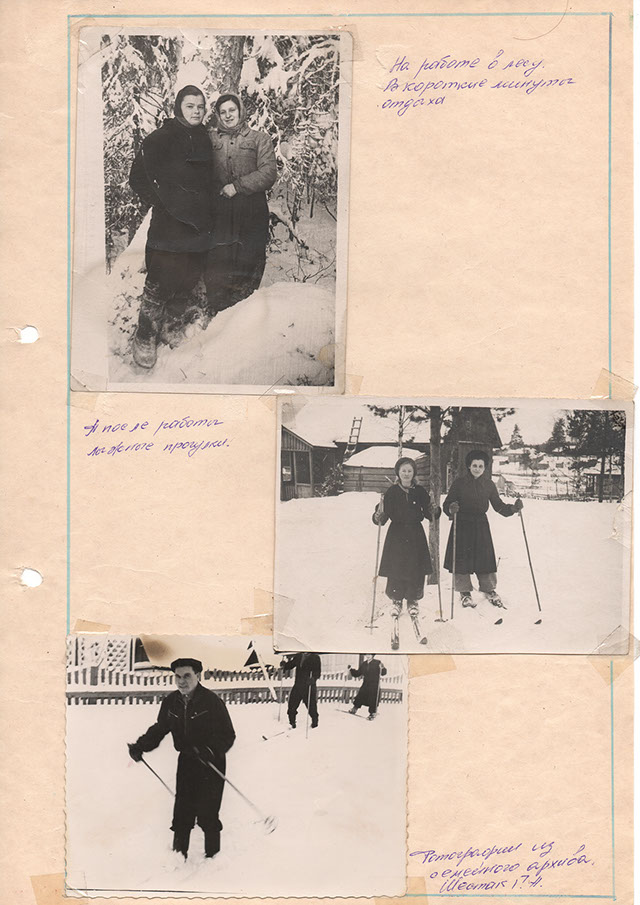 На работе в лесу.
В короткие минуты
отдыха
А после работы
лыжные прогулки.
Фотографии из
семейного архива.
Шестак Г. А.